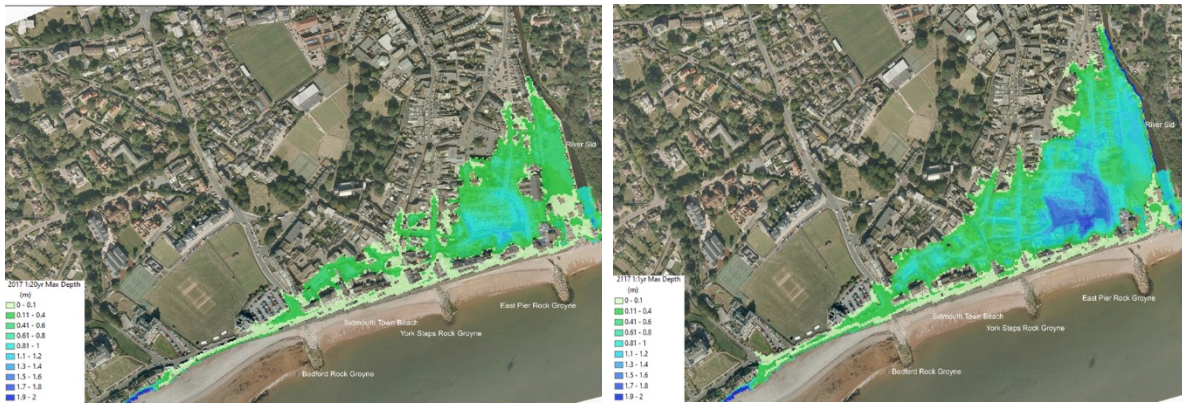 River Sid
2017 1:20yr Max Depth
(m)
0 - 0.1
0.11 - 0.4
0.41 - 0.6
0.61 - 0.8
0.81 - 1
1.1 - 1.2
1.3 - 1.4
1.5 - 1.6
1.7 - 1.8
1.9 - 2
East Pier Rock Groyne
Sidmouth Town Beach
York Steps Rock Groyne
Bedford Rock Groyne
River Sid
2117 1:1yr Max Depth
(m)
0 - 0.1
0.11 - 0.4
0.41 - 0.6
0.61 - 0.8
0.81 - 1
1.1 - 1.2
1.3 - 1.4
1.5 - 1.6
1.7 - 1.8
1.9 - 2
East Pier Rock Groyne
Sidmouth Town Beach
York Steps Rock Groyne
Bedford Rock Groyne